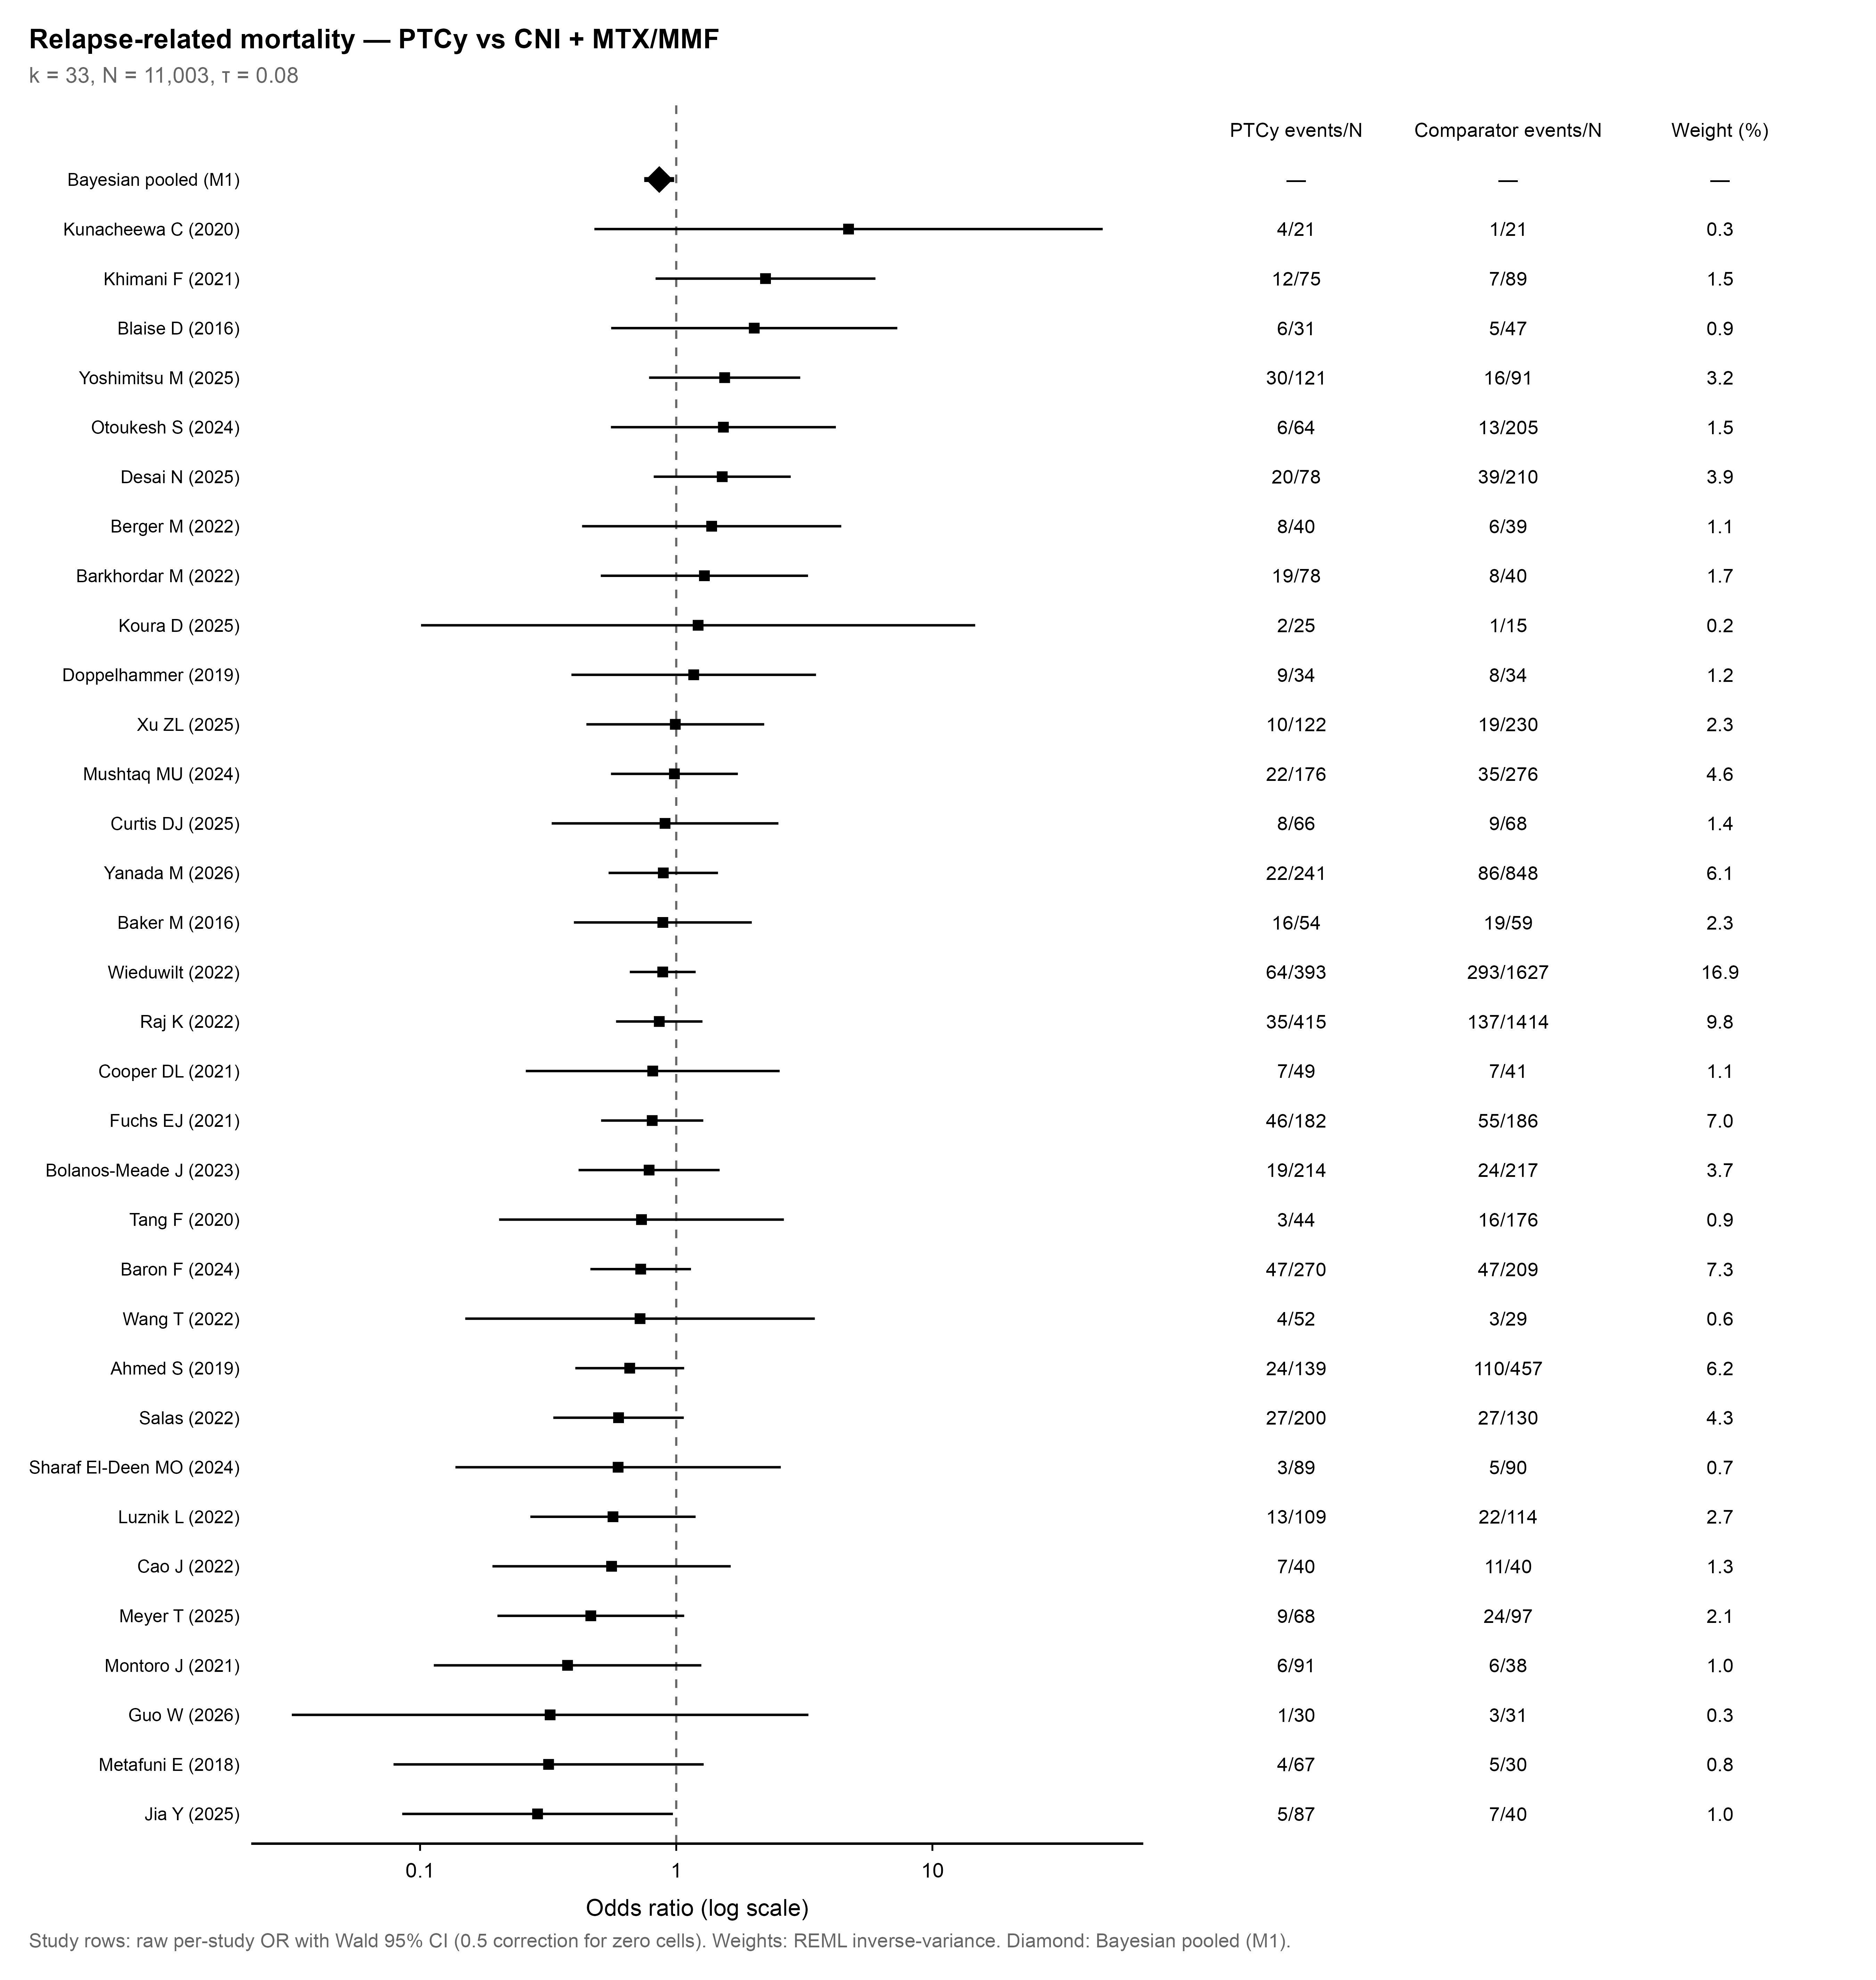 Relapse-related mortality — PTCy vs CNI + MTX/MMF
k = 33, N = 11,003, τ = 0.08
PTCy events/N Comparator events/N Weight (%)
Bayesian pooled (M1) — — —
Kunacheewa C (2020) 4/21 1/21 0.3
Khimani F (2021) 12/75 7/89 1.5
Blaise D (2016) 6/31 5/47 0.9
Yoshimitsu M (2025) 30/121 16/91 3.2
Otoukesh S (2024) 6/64 13/205 1.5
Desai N (2025) 20/78 39/210 3.9
Berger M (2022) 8/40 6/39 1.1
Barkhordar M (2022) 19/78 8/40 1.7
Koura D (2025) 2/25 1/15 0.2
Doppelhammer (2019) 9/34 8/34 1.2
Xu ZL (2025) 10/122 19/230 2.3
Mushtaq MU (2024) 22/176 35/276 4.6
Curtis DJ (2025) 8/66 9/68 1.4
Yanada M (2026) 22/241 86/848 6.1
Baker M (2016) 16/54 19/59 2.3
Wieduwilt (2022) 64/393 293/1627 16.9
Raj K (2022) 35/415 137/1414 9.8
Cooper DL (2021) 7/49 7/41 1.1
Fuchs EJ (2021) 46/182 55/186 7.0
Bolanos-Meade J (2023) 19/214 24/217 3.7
Tang F (2020) 3/44 16/176 0.9
Baron F (2024) 47/270 47/209 7.3
Wang T (2022) 4/52 3/29 0.6
Ahmed S (2019) 24/139 110/457 6.2
Salas (2022) 27/200 27/130 4.3
Sharaf El-Deen MO (2024) 3/89 5/90 0.7
Luznik L (2022) 13/109 22/114 2.7
Cao J (2022) 7/40 11/40 1.3
Meyer T (2025) 9/68 24/97 2.1
Montoro J (2021) 6/91 6/38 1.0
Guo W (2026) 1/30 3/31 0.3
Metafuni E (2018) 4/67 5/30 0.8
Jia Y (2025) 5/87 7/40 1.0
0.1 1 10
Odds ratio (log scale)
Study rows: raw per-study OR with Wald 95% CI (0.5 correction for zero cells). Weights: REML inverse-variance. Diamond: Bayesian pooled (M1).